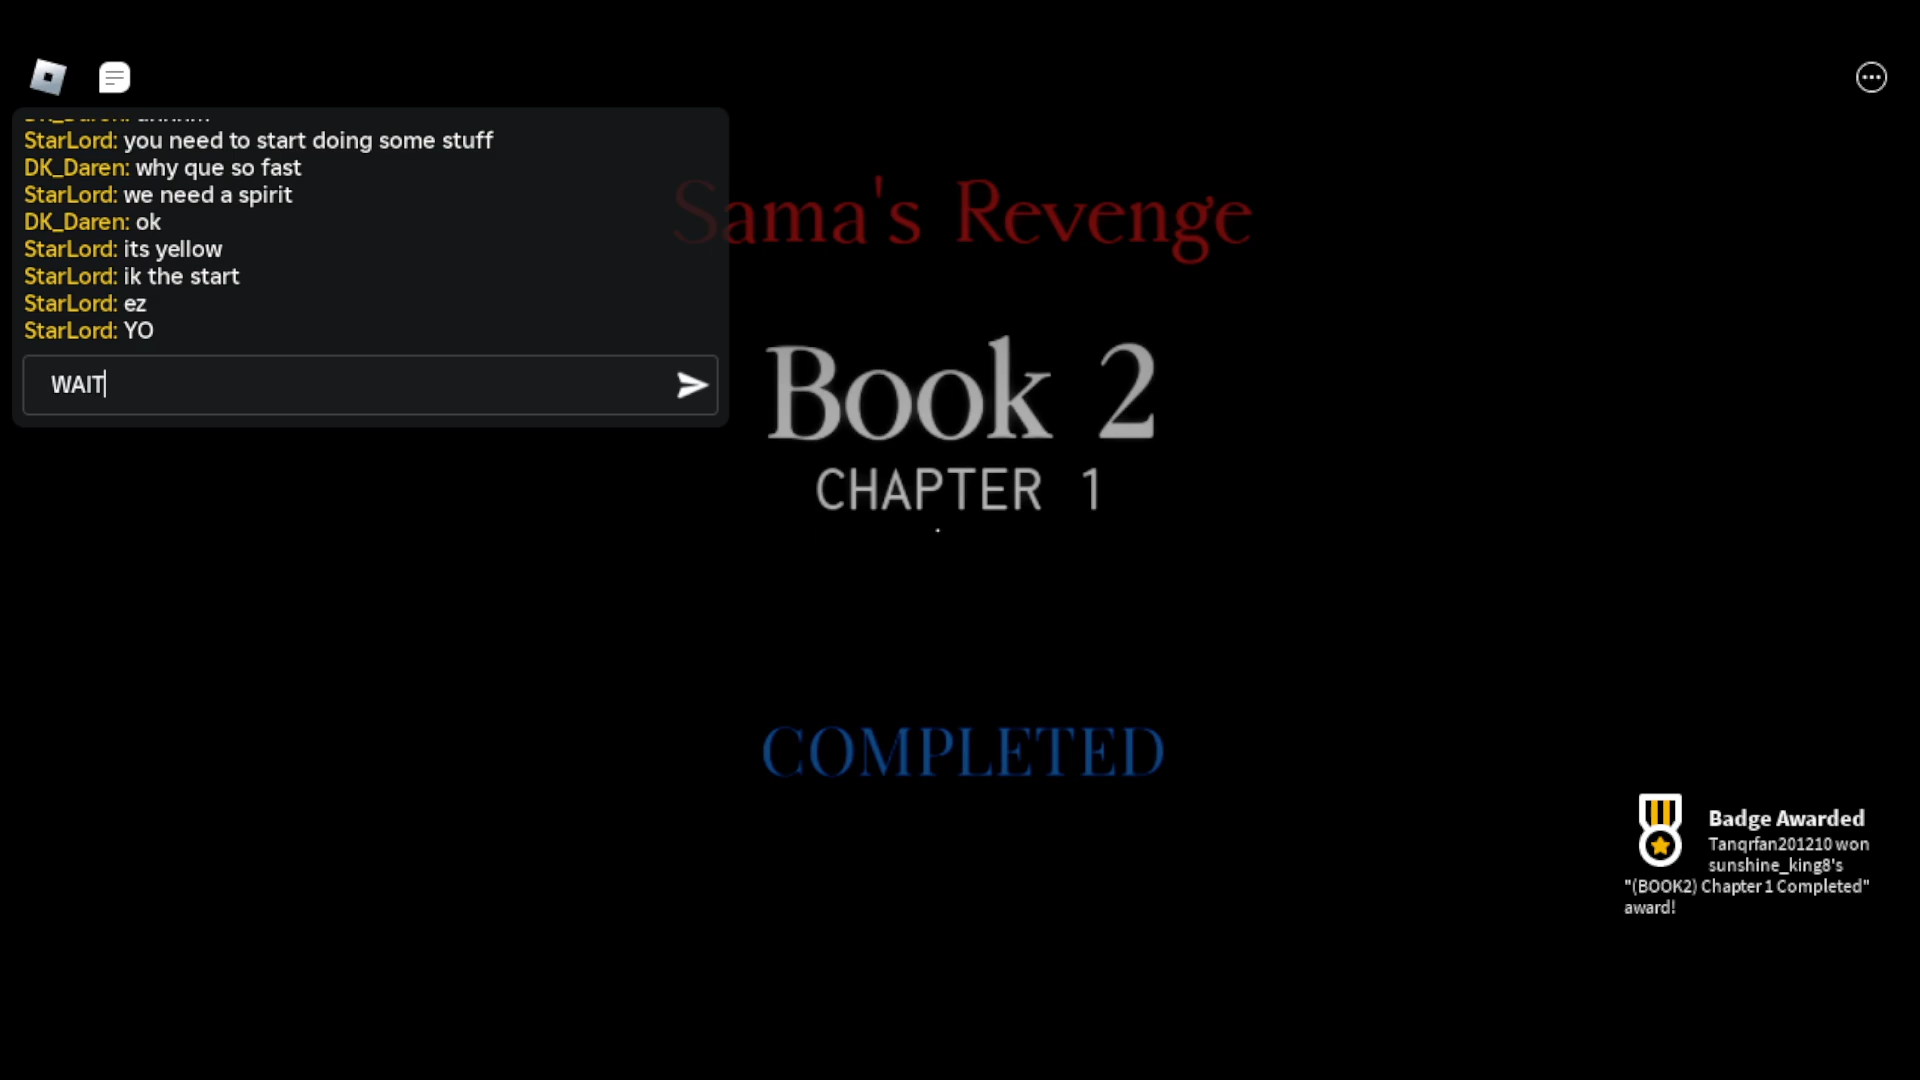 StarLord: you need to start doing some stuff
DK_Daren: why que so fast
StarLord: we need a spirit
DK_Daren: ok
StarLord: its yellow
StarLord: ik the start
StarLord: ez
StarLord: YO
WAIT
Sama's Revenge
Book 2
CHAPTER 1
COMPLETED
Badge Awarded
Tanqrfan201210 won
sunshine_king8's
"(BOOK2) Chapter 1 Completed"
award!